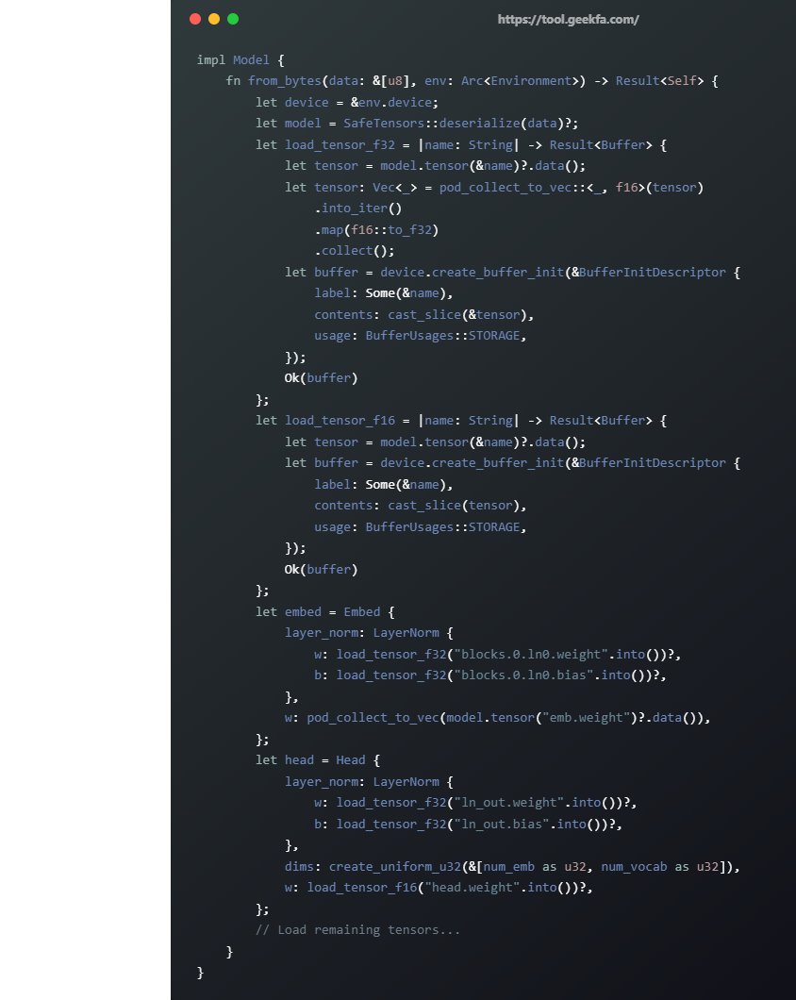 https://tool.geekfa.com/
impl Model {
    fn from_bytes(data: &[u8], env: Arc<Environment>) -> Result<Self> {
        let device = &env.device;
        let model = SafeTensors::deserialize(data)?;
        let load_tensor_f32 = |name: String| -> Result<Buffer> {
            let tensor = model.tensor(&name)?.data();
            let tensor: Vec<_> = pod_collect_to_vec::<_, f16>(tensor)
                .into_iter()
                .map(f16::to_f32)
                .collect();
            let buffer = device.create_buffer_init(&BufferInitDescriptor {
                label: Some(&name),
                contents: cast_slice(&tensor),
                usage: BufferUsages::STORAGE,
            });
            Ok(buffer)
        };
        let load_tensor_f16 = |name: String| -> Result<Buffer> {
            let tensor = model.tensor(&name)?.data();
            let buffer = device.create_buffer_init(&BufferInitDescriptor {
                label: Some(&name),
                contents: cast_slice(tensor),
                usage: BufferUsages::STORAGE,
            });
            Ok(buffer)
        };
        let embed = Embed {
            layer_norm: LayerNorm {
                w: load_tensor_f32("blocks.0.ln0.weight".into())?,
                b: load_tensor_f32("blocks.0.ln0.bias".into())?,
            },
            w: pod_collect_to_vec(model.tensor("emb.weight")?.data()),
        };
        let head = Head {
            layer_norm: LayerNorm {
                w: load_tensor_f32("ln_out.weight".into())?,
                b: load_tensor_f32("ln_out.bias".into())?,
            },
            dims: create_uniform_u32(&[num_emb as u32, num_vocab as u32]),
            w: load_tensor_f16("head.weight".into())?,
        };
        // Load remaining tensors...
    }
}